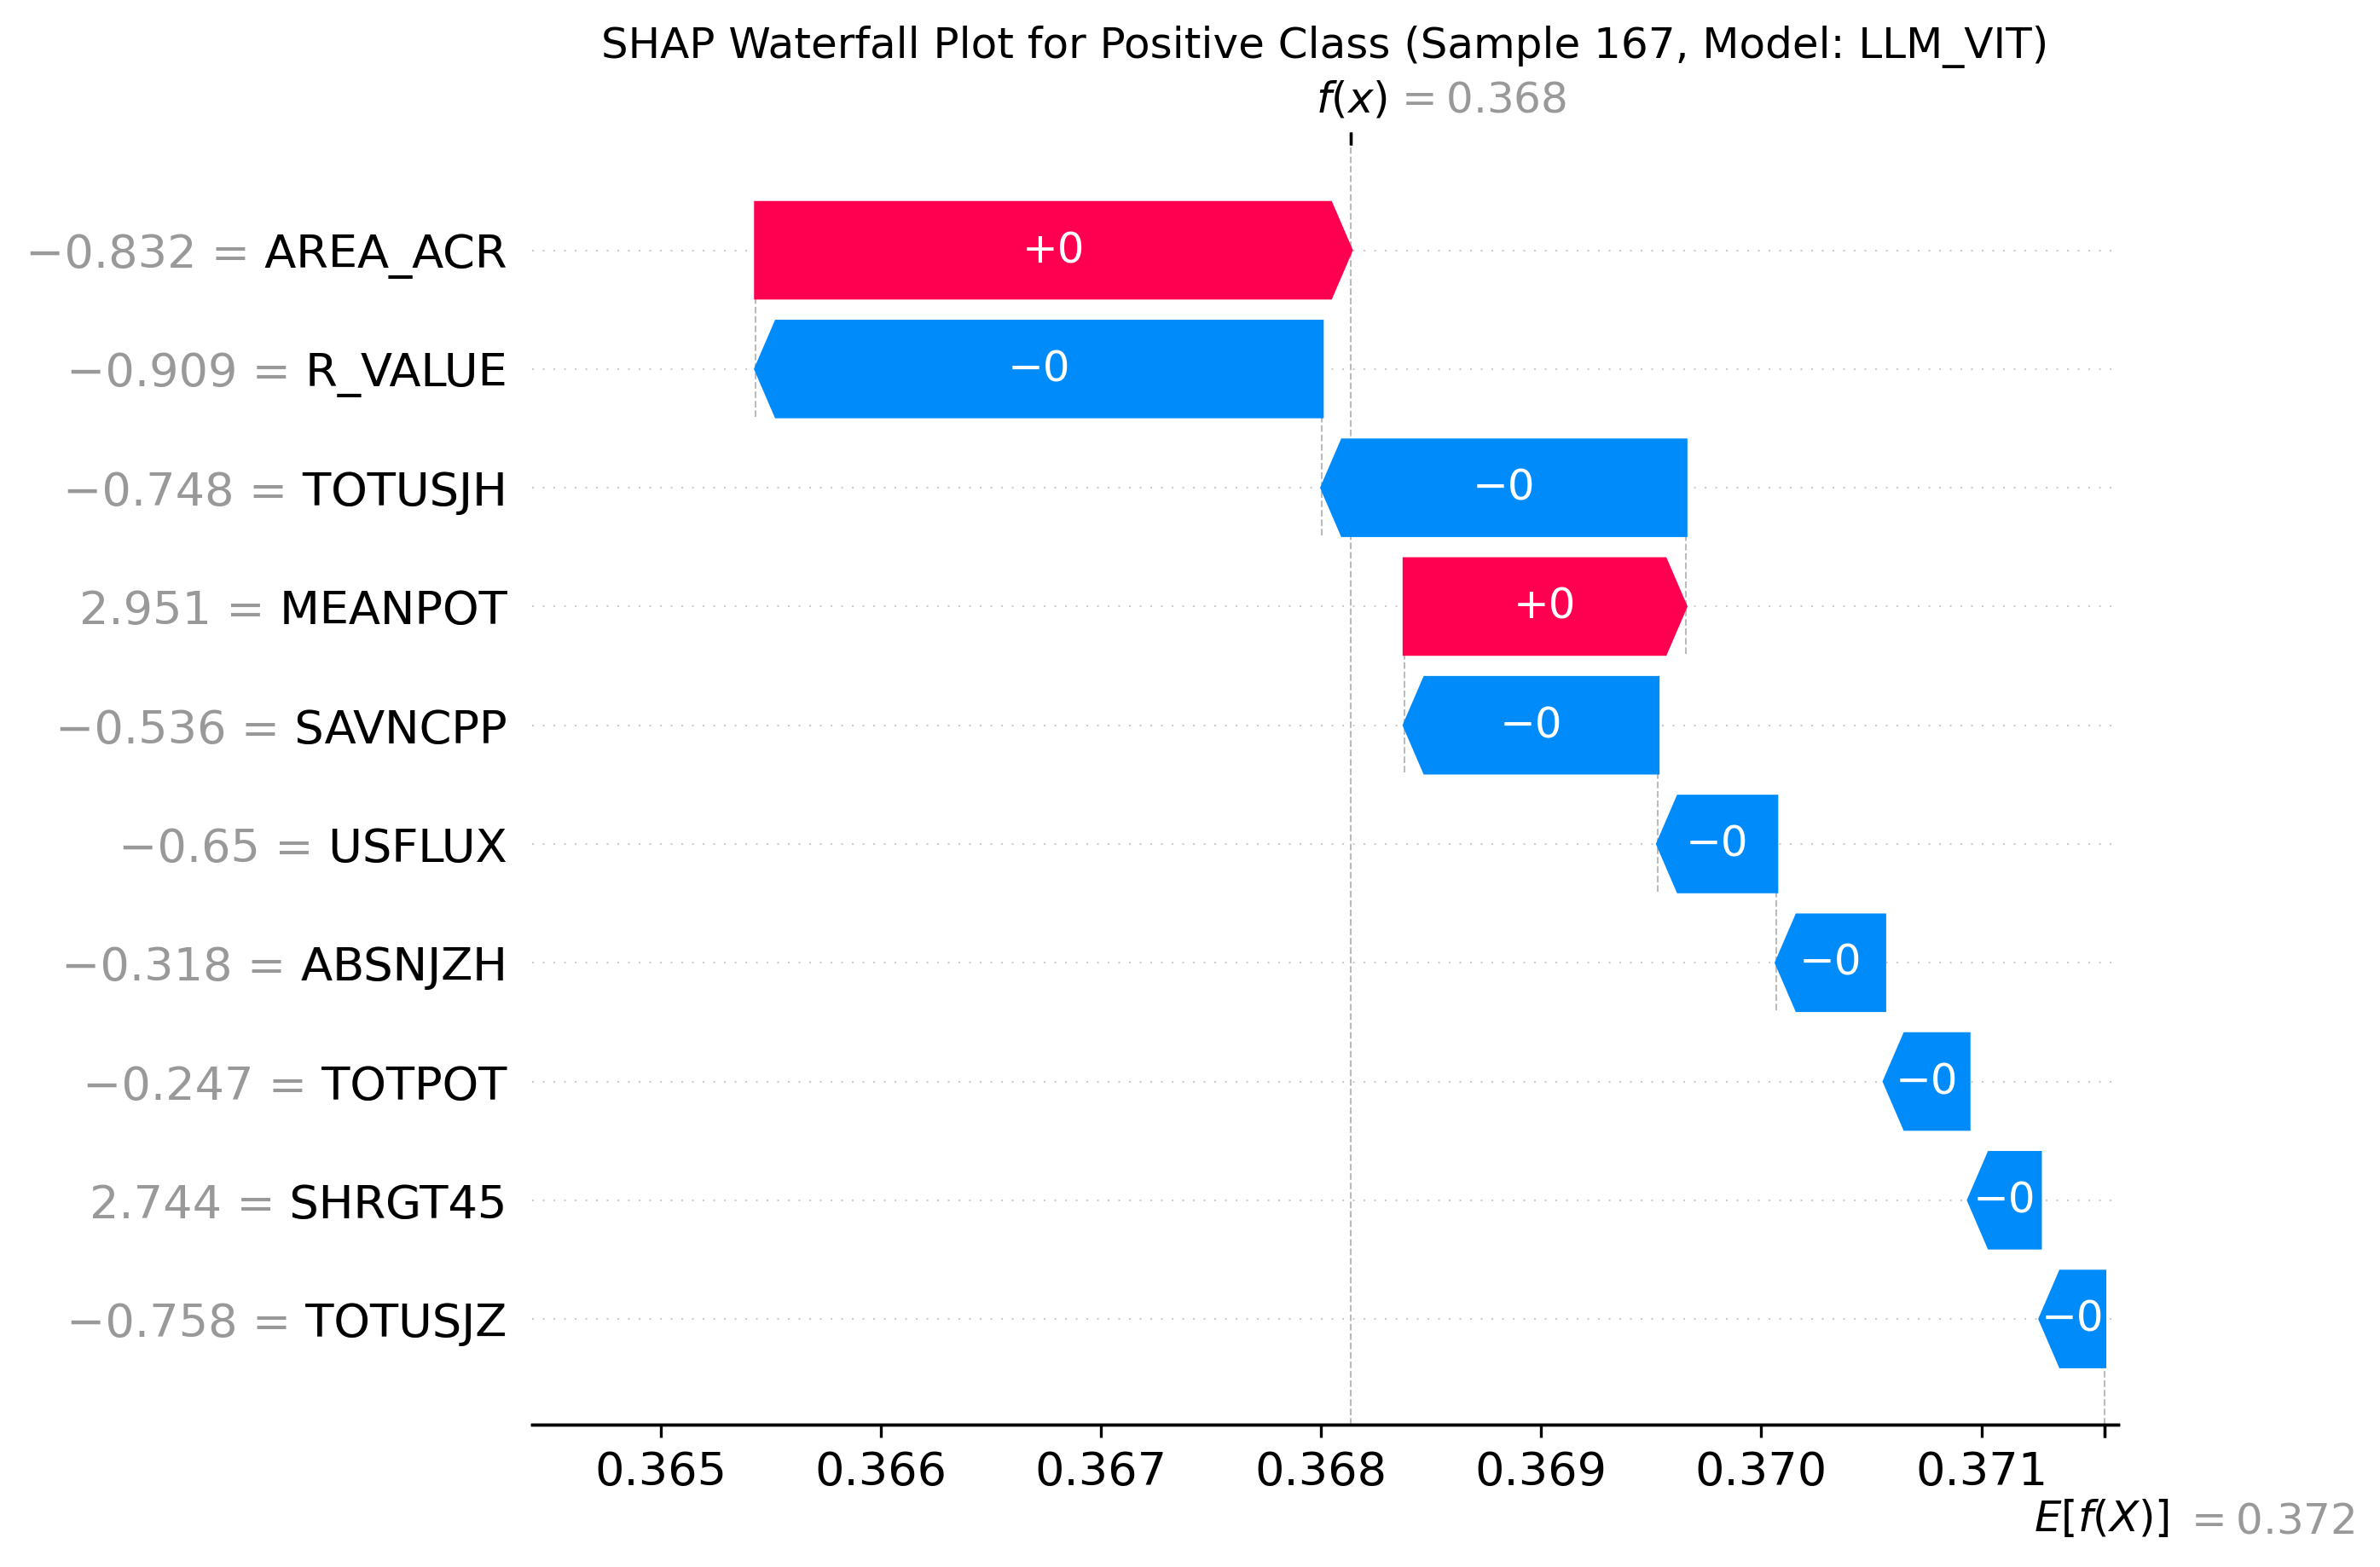 SHAP Waterfall Plot for Positive Class (Sample 167, Model: LLM_VIT)
f(x) = 0.368
−0.832 = AREA_ACR +0
−0.909 = R_VALUE −0
−0.748 = TOTUSJH −0
2.951 = MEANPOT +0
−0.536 = SAVNCPP −0
−0.65 = USFLUX −0
−0.318 = ABSNJZH −0
−0.247 = TOTPOT −0
2.744 = SHRGT45 −0
−0.758 = TOTUSJZ −0
0.365 0.366 0.367 0.368 0.369 0.370 0.371
E[f(X)] = 0.372